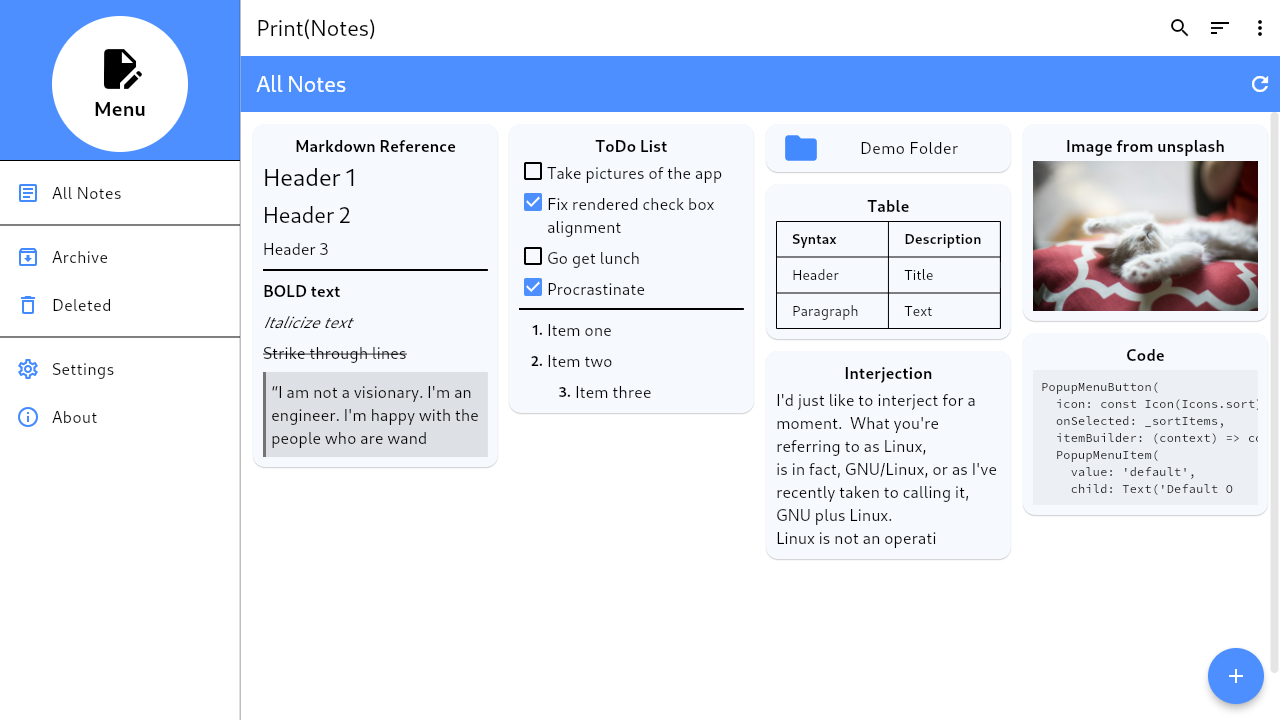 Menu
All Notes
Archive
Deleted
Settings
About
Print(Notes)
All Notes
Markdown Reference
Header 1
Header 2
Header 3
BOLD text
Italicize text
Strike through lines
“I am not a visionary. I'm an
engineer. I'm happy with the
people who are wand
ToDo List
Take pictures of the app
Fix rendered check box
alignment
Go get lunch
Procrastinate
1. Item one
2. Item two
3. Item three
Demo Folder
Table
Syntax Description
Header Title
Paragraph Text
Interjection
I'd just like to interject for a
moment.  What you're
referring to as Linux,
is in fact, GNU/Linux, or as I've
recently taken to calling it,
GNU plus Linux.
Linux is not an operati
Image from unsplash
Code
PopupMenuButton(
  icon: const Icon(Icons.sort)
  onSelected: _sortItems,
  itemBuilder: (context) => co
  PopupMenuItem(
    value: 'default',
    child: Text('Default O